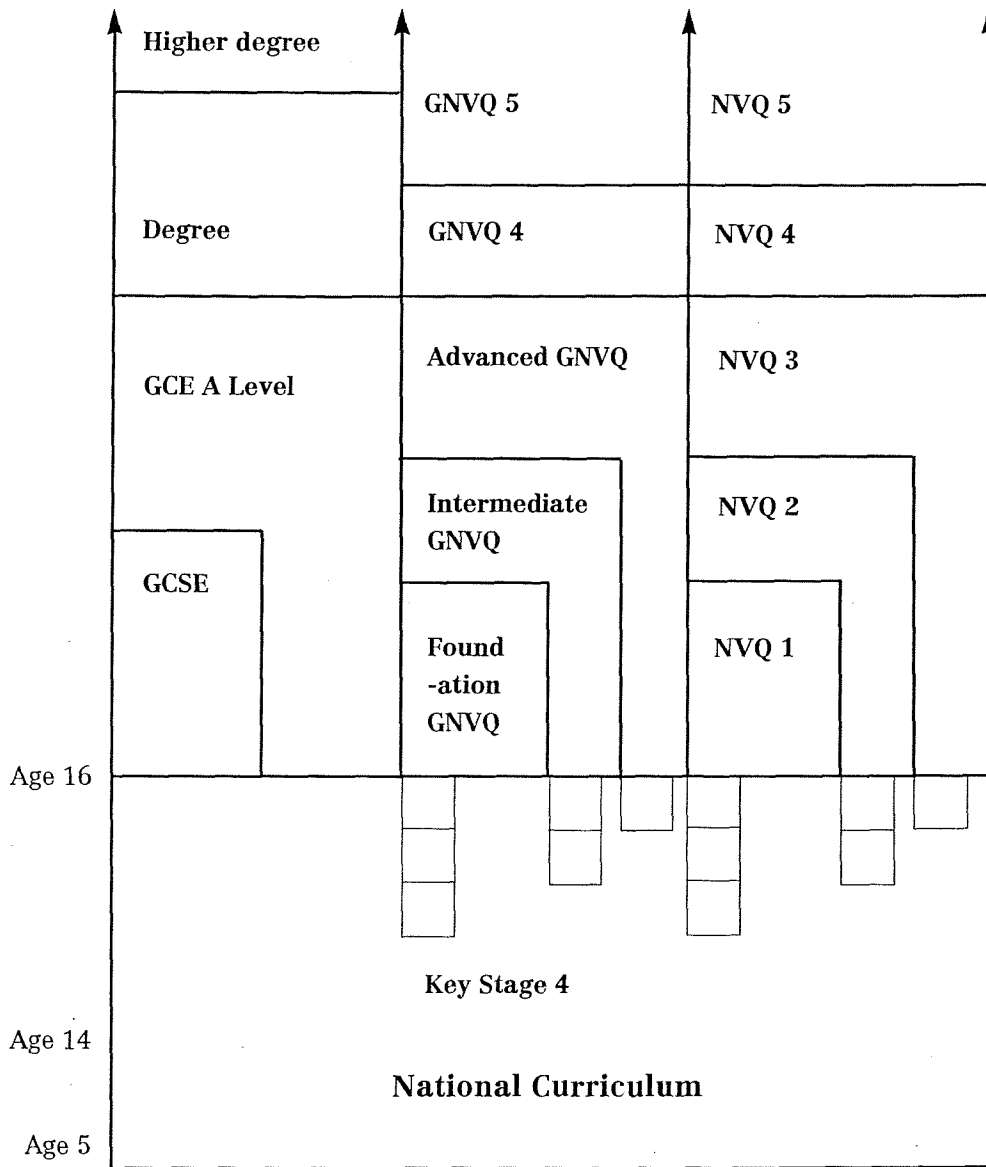 Higher degree
GNVQ 5
NVQ 5
Degree
GNVQ 4
NVQ 4
GCE A Level
Advanced GNVQ
NVQ 3
Intermediate
GNVQ
NVQ 2
GCSE
Found
-ation
GNVQ
NVQ 1
Age 16
Key Stage 4
Age 14
National Curriculum
Age 5